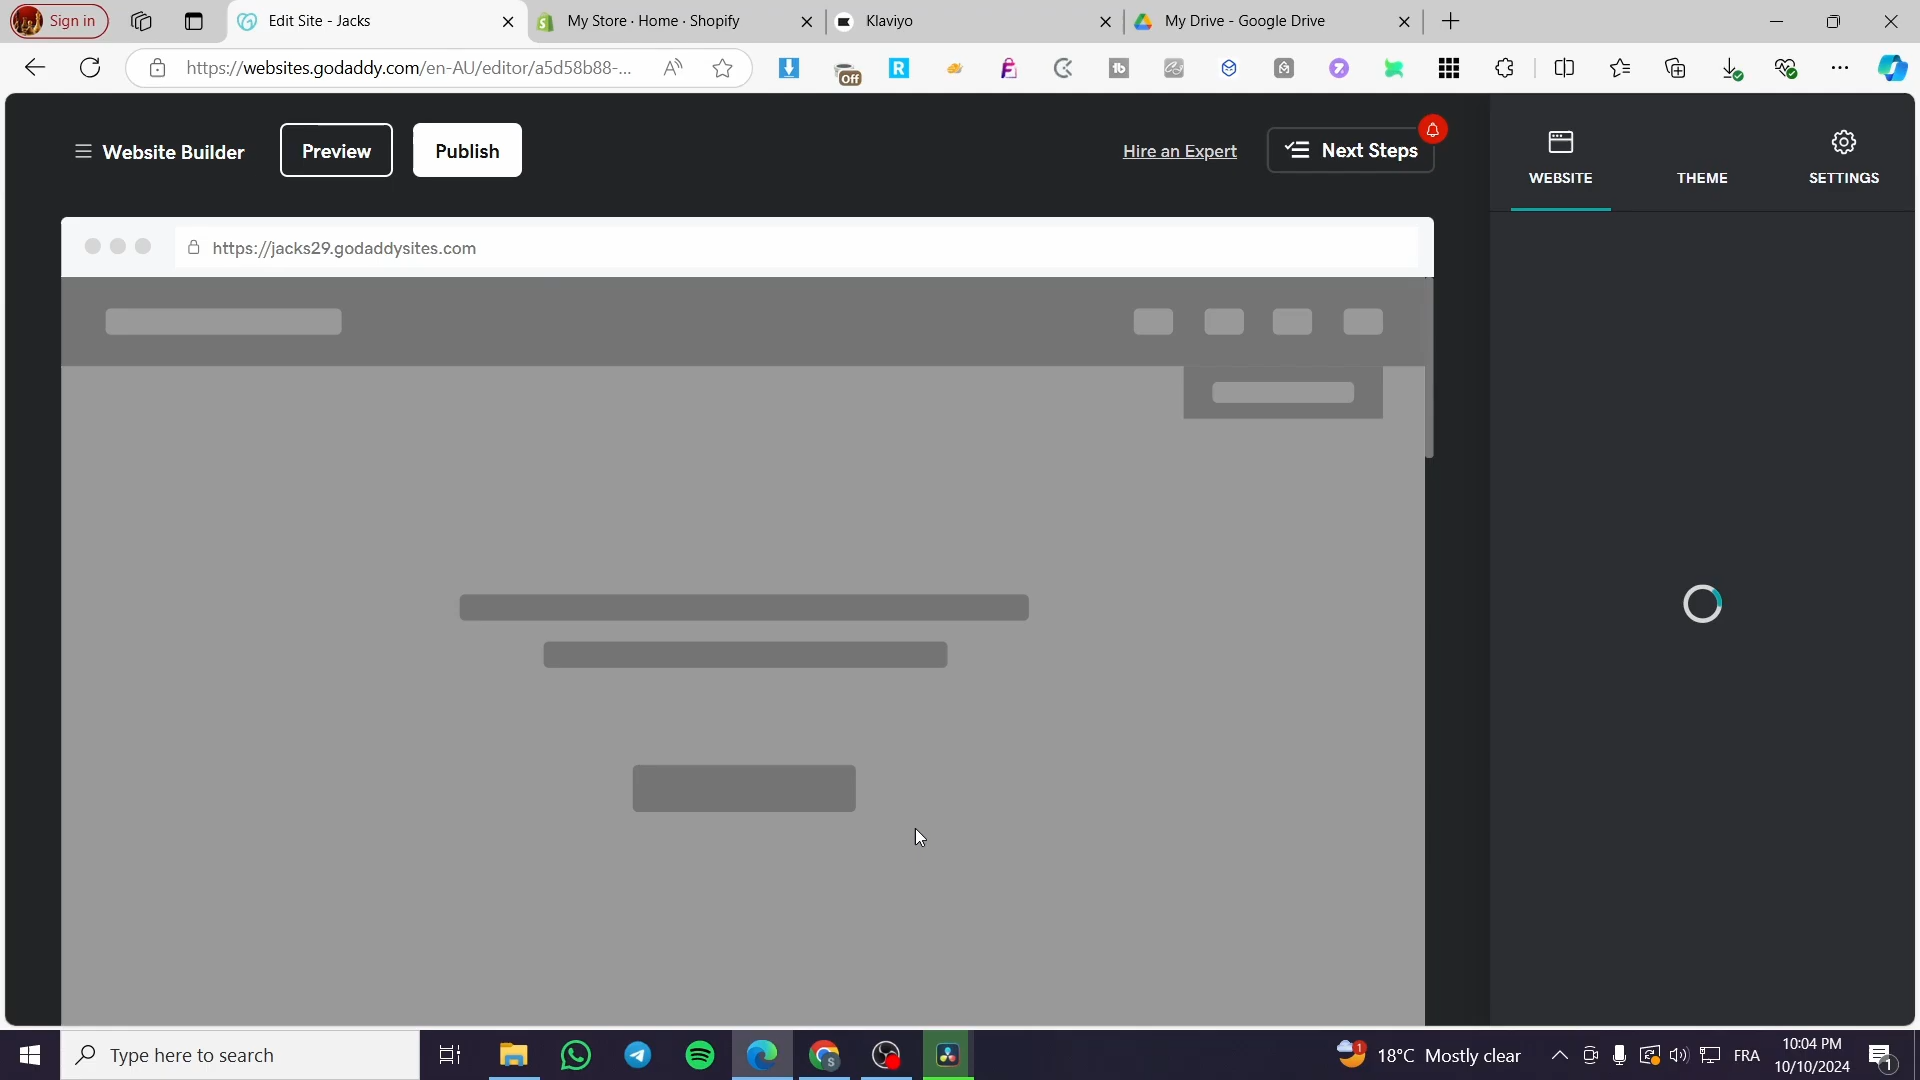 Sign in
Edit Site - Jacks
My Store · Home · Shopify
Klaviyo
My Drive - Google Drive
https://websites.godaddy.com/en-AU/editor/a5d58b88-...
Off
Website Builder
Preview
Publish
Hire an Expert
Next Steps
WEBSITE
THEME
SETTINGS
https://jacks29.godaddysites.com
Type here to search
18°C Mostly clear
FRA
10:04 PM
10/10/2024